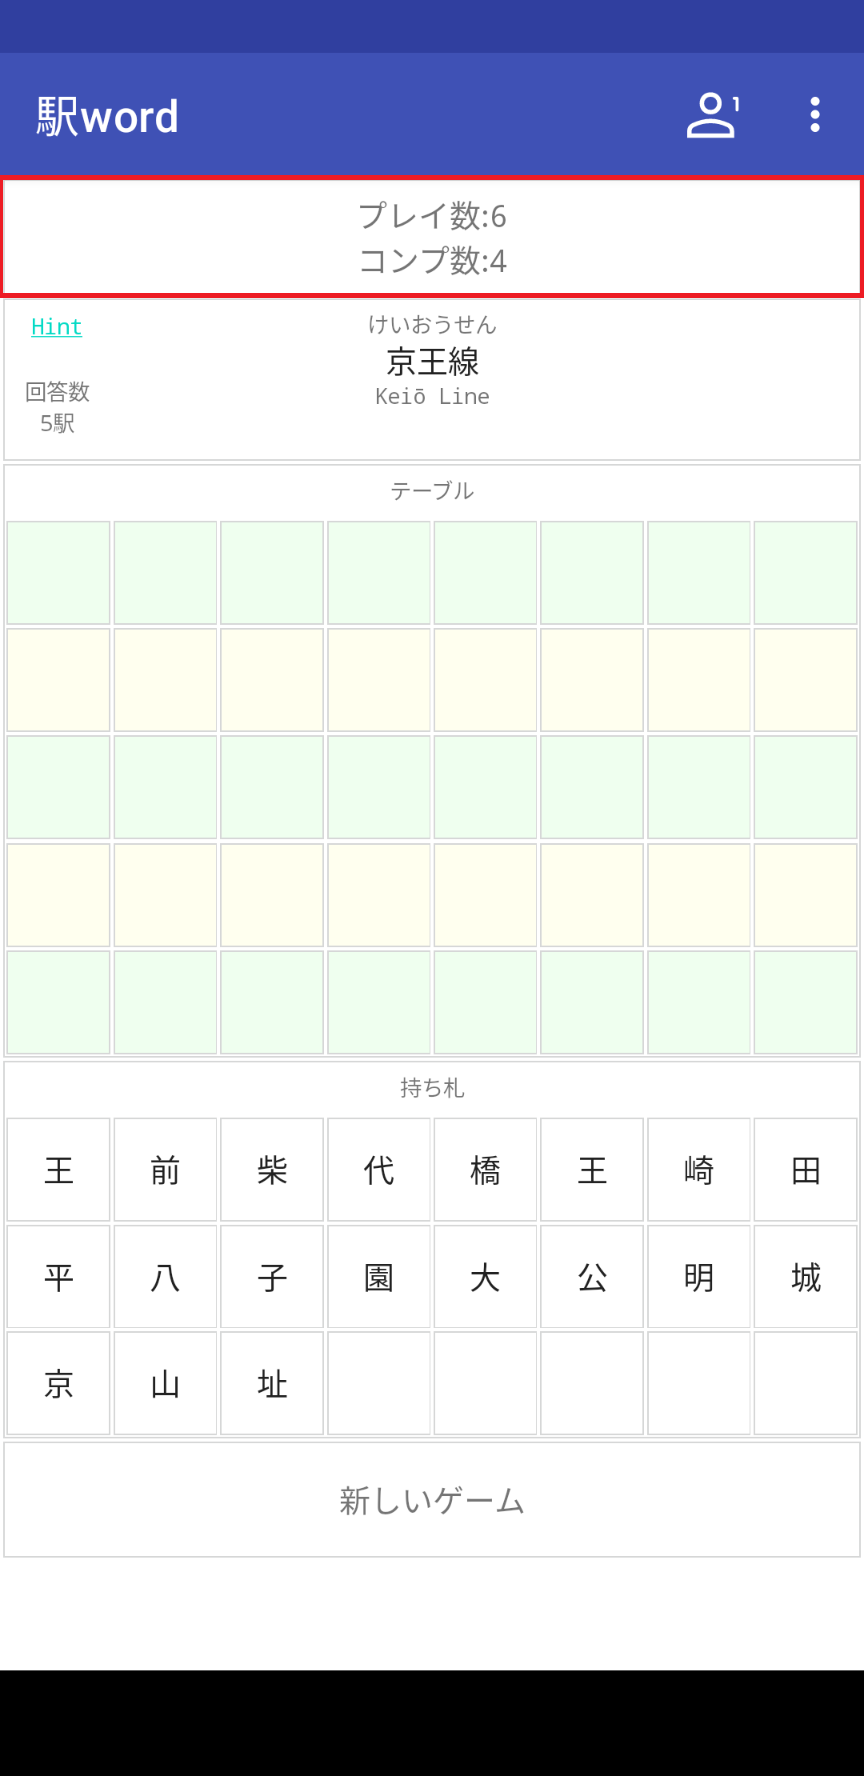 駅word
1
プレイ数:6
コンプ数:4
Hint
けいおうせん
京王線
Keiō Line
回答数
5駅
テーブル
持ち札
王 前 柴 代 橋 王 崎 田
平 八 子 園 大 公 明 城
京 山 址
新しいゲーム